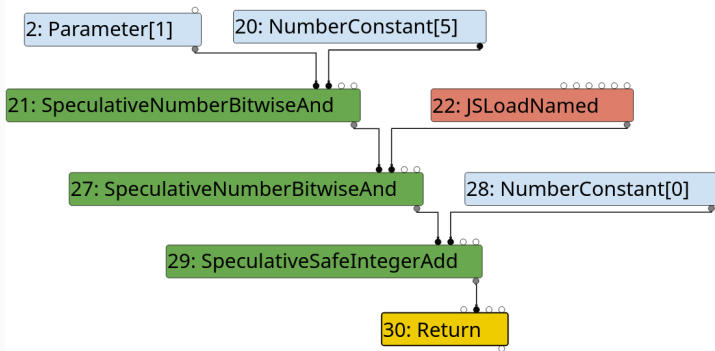 2: Parameter[1]
20: NumberConstant[5]
21: SpeculativeNumberBitwiseAnd
22: JSLoadNamed
27: SpeculativeNumberBitwiseAnd
28: NumberConstant[0]
29: SpeculativeSafeIntegerAdd
30: Return